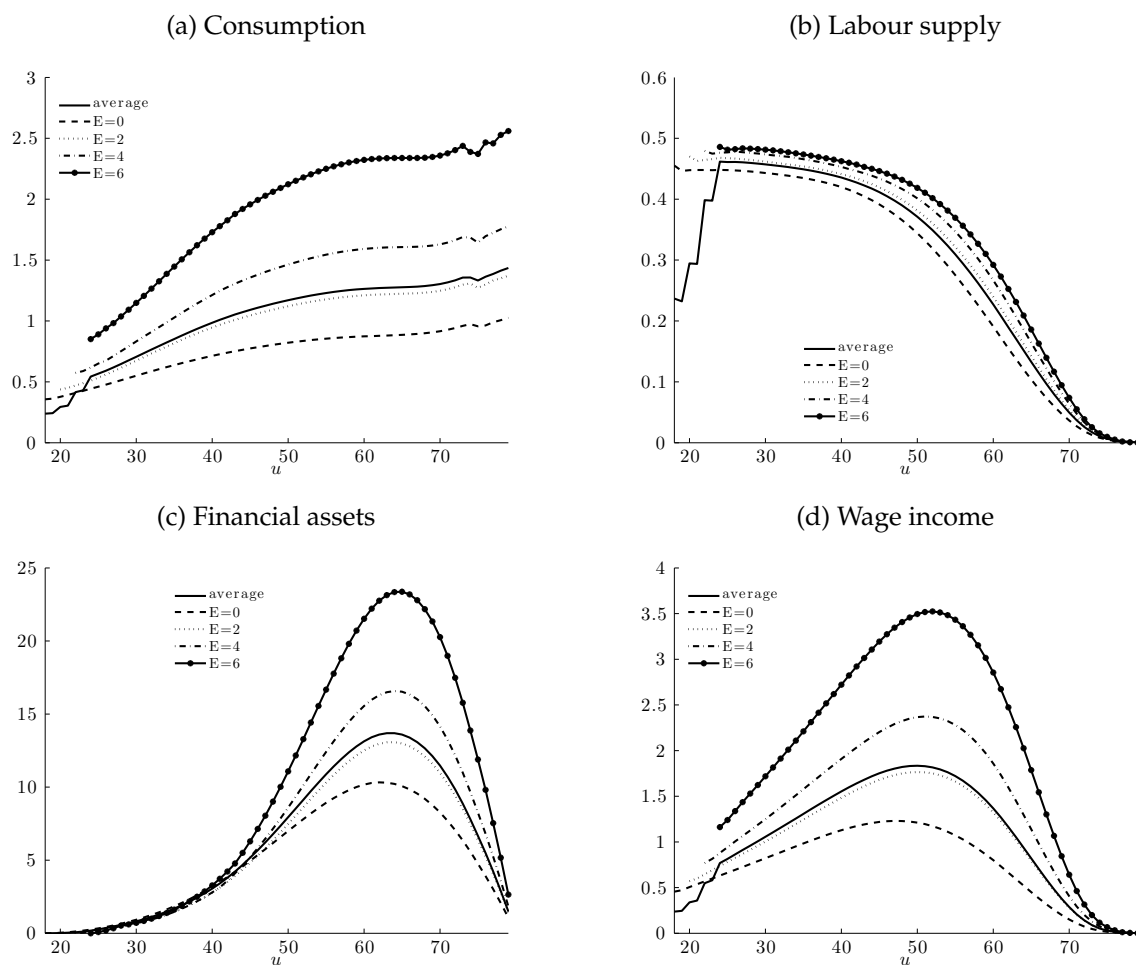 (a) Consumption
3
2.5
2
1.5
1
0.5
0
average
E=0
E=2
E=4
E=6
20 30 40 50 60 70
u
(b) Labour supply
0.6
0.5
0.4
0.3
0.2
0.1
0
average
E=0
E=2
E=4
E=6
20 30 40 50 60 70
u
(c) Financial assets
25
20
15
10
5
0
average
E=0
E=2
E=4
E=6
20 30 40 50 60 70
u
(d) Wage income
4
3.5
3
2.5
2
1.5
1
0.5
0
average
E=0
E=2
E=4
E=6
20 30 40 50 60 70
u